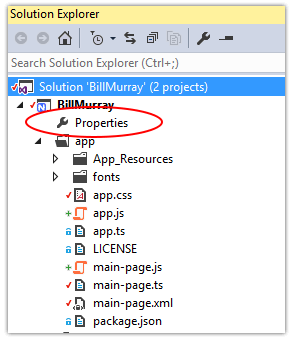 Solution Explorer
Search Solution Explorer (Ctrl+;)
Solution 'BillMurray' (2 projects)
BillMurray
Properties
app
App_Resources
fonts
app.css
app.js
app.ts
LICENSE
main-page.js
main-page.ts
main-page.xml
package.json